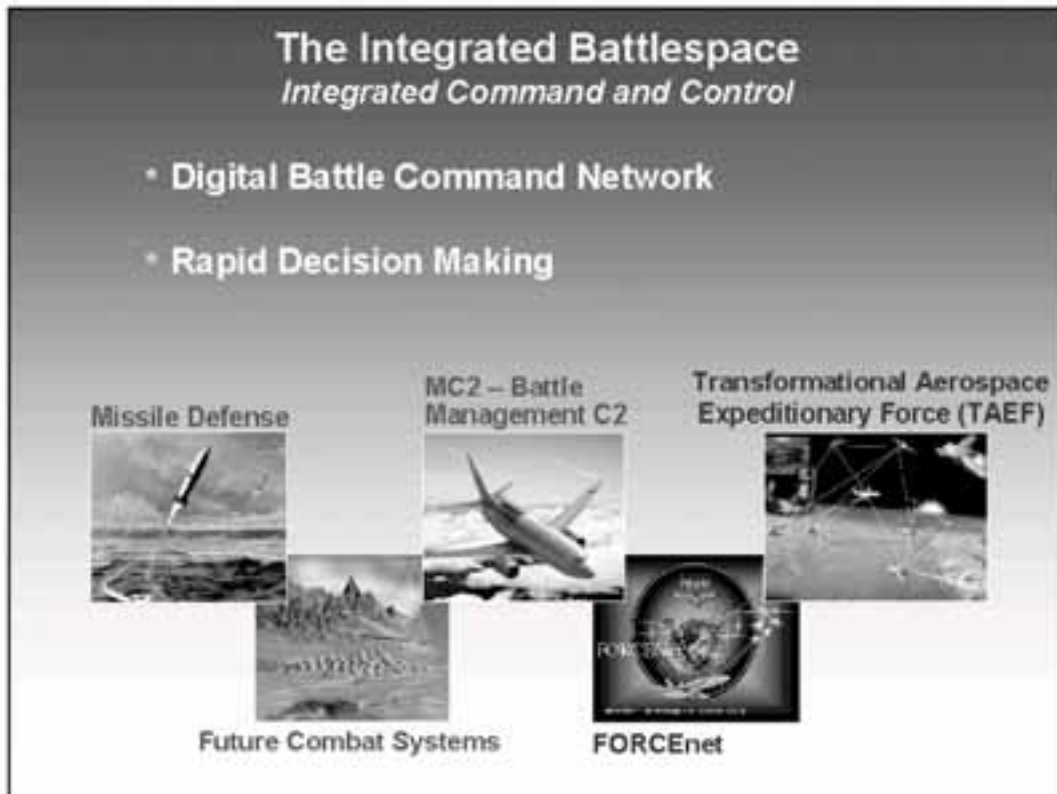 The Integrated Battlespace
Integrated Command and Control
• Digital Battle Command Network
• Rapid Decision Making
Missile Defense
MC2 – Battle
Management C2
Transformational Aerospace
Expeditionary Force (TAEF)
Future Combat Systems
FORCEnet